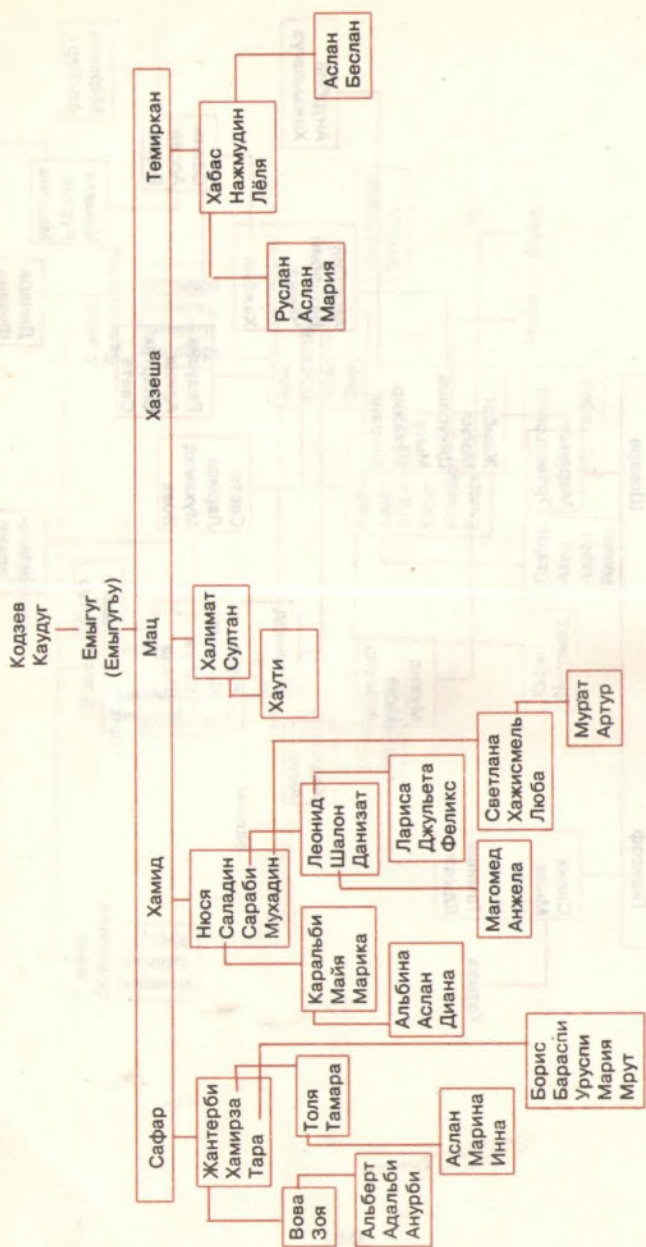 Кодзев
Каудуг
Емыгуг
(Емыгугъу)
Сафар
Хамид
Мац
Хазеша
Темиркан
Жантерби
Хамирза
Тара
Вова
Зоя
Альберт
Адальби
Анурби
Толя
Тамара
Аслан
Марина
Инна
Борис
Бараспи
Уруспи
Мария
Мрут
Нюся
Саладин
Сараби
Мухадин
Каральби
Майя
Марика
Альбина
Аслан
Диана
Леонид
Шалон
Данизат
Магомед
Анжела
Лариса
Джульета
Феликс
Светлана
Хажисмель
Люба
Мурат
Артур
Халимат
Султан
Хаути
Хабас
Нажмудин
Лёля
Руслан
Аслан
Мария
Аслан
Беслан